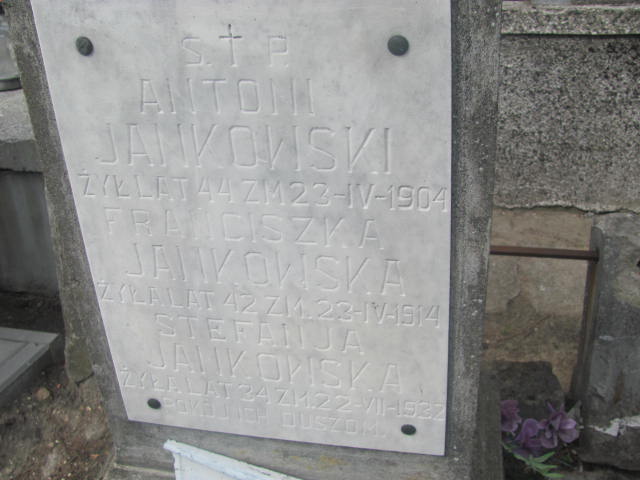 S. † P.
ANTONI
JANKOWSKI
ŻYŁ LAT 44 ZM 23-IV-1904
FRANCISZKA
JANKOWSKA
ŻYŁA LAT 42 ZM. 23-IV-1914
STEFANJA
JANKOWSKA
ŻYŁA LAT 24 ZM. 22-VII-1932
POKÓJ ICH DUSZOM.